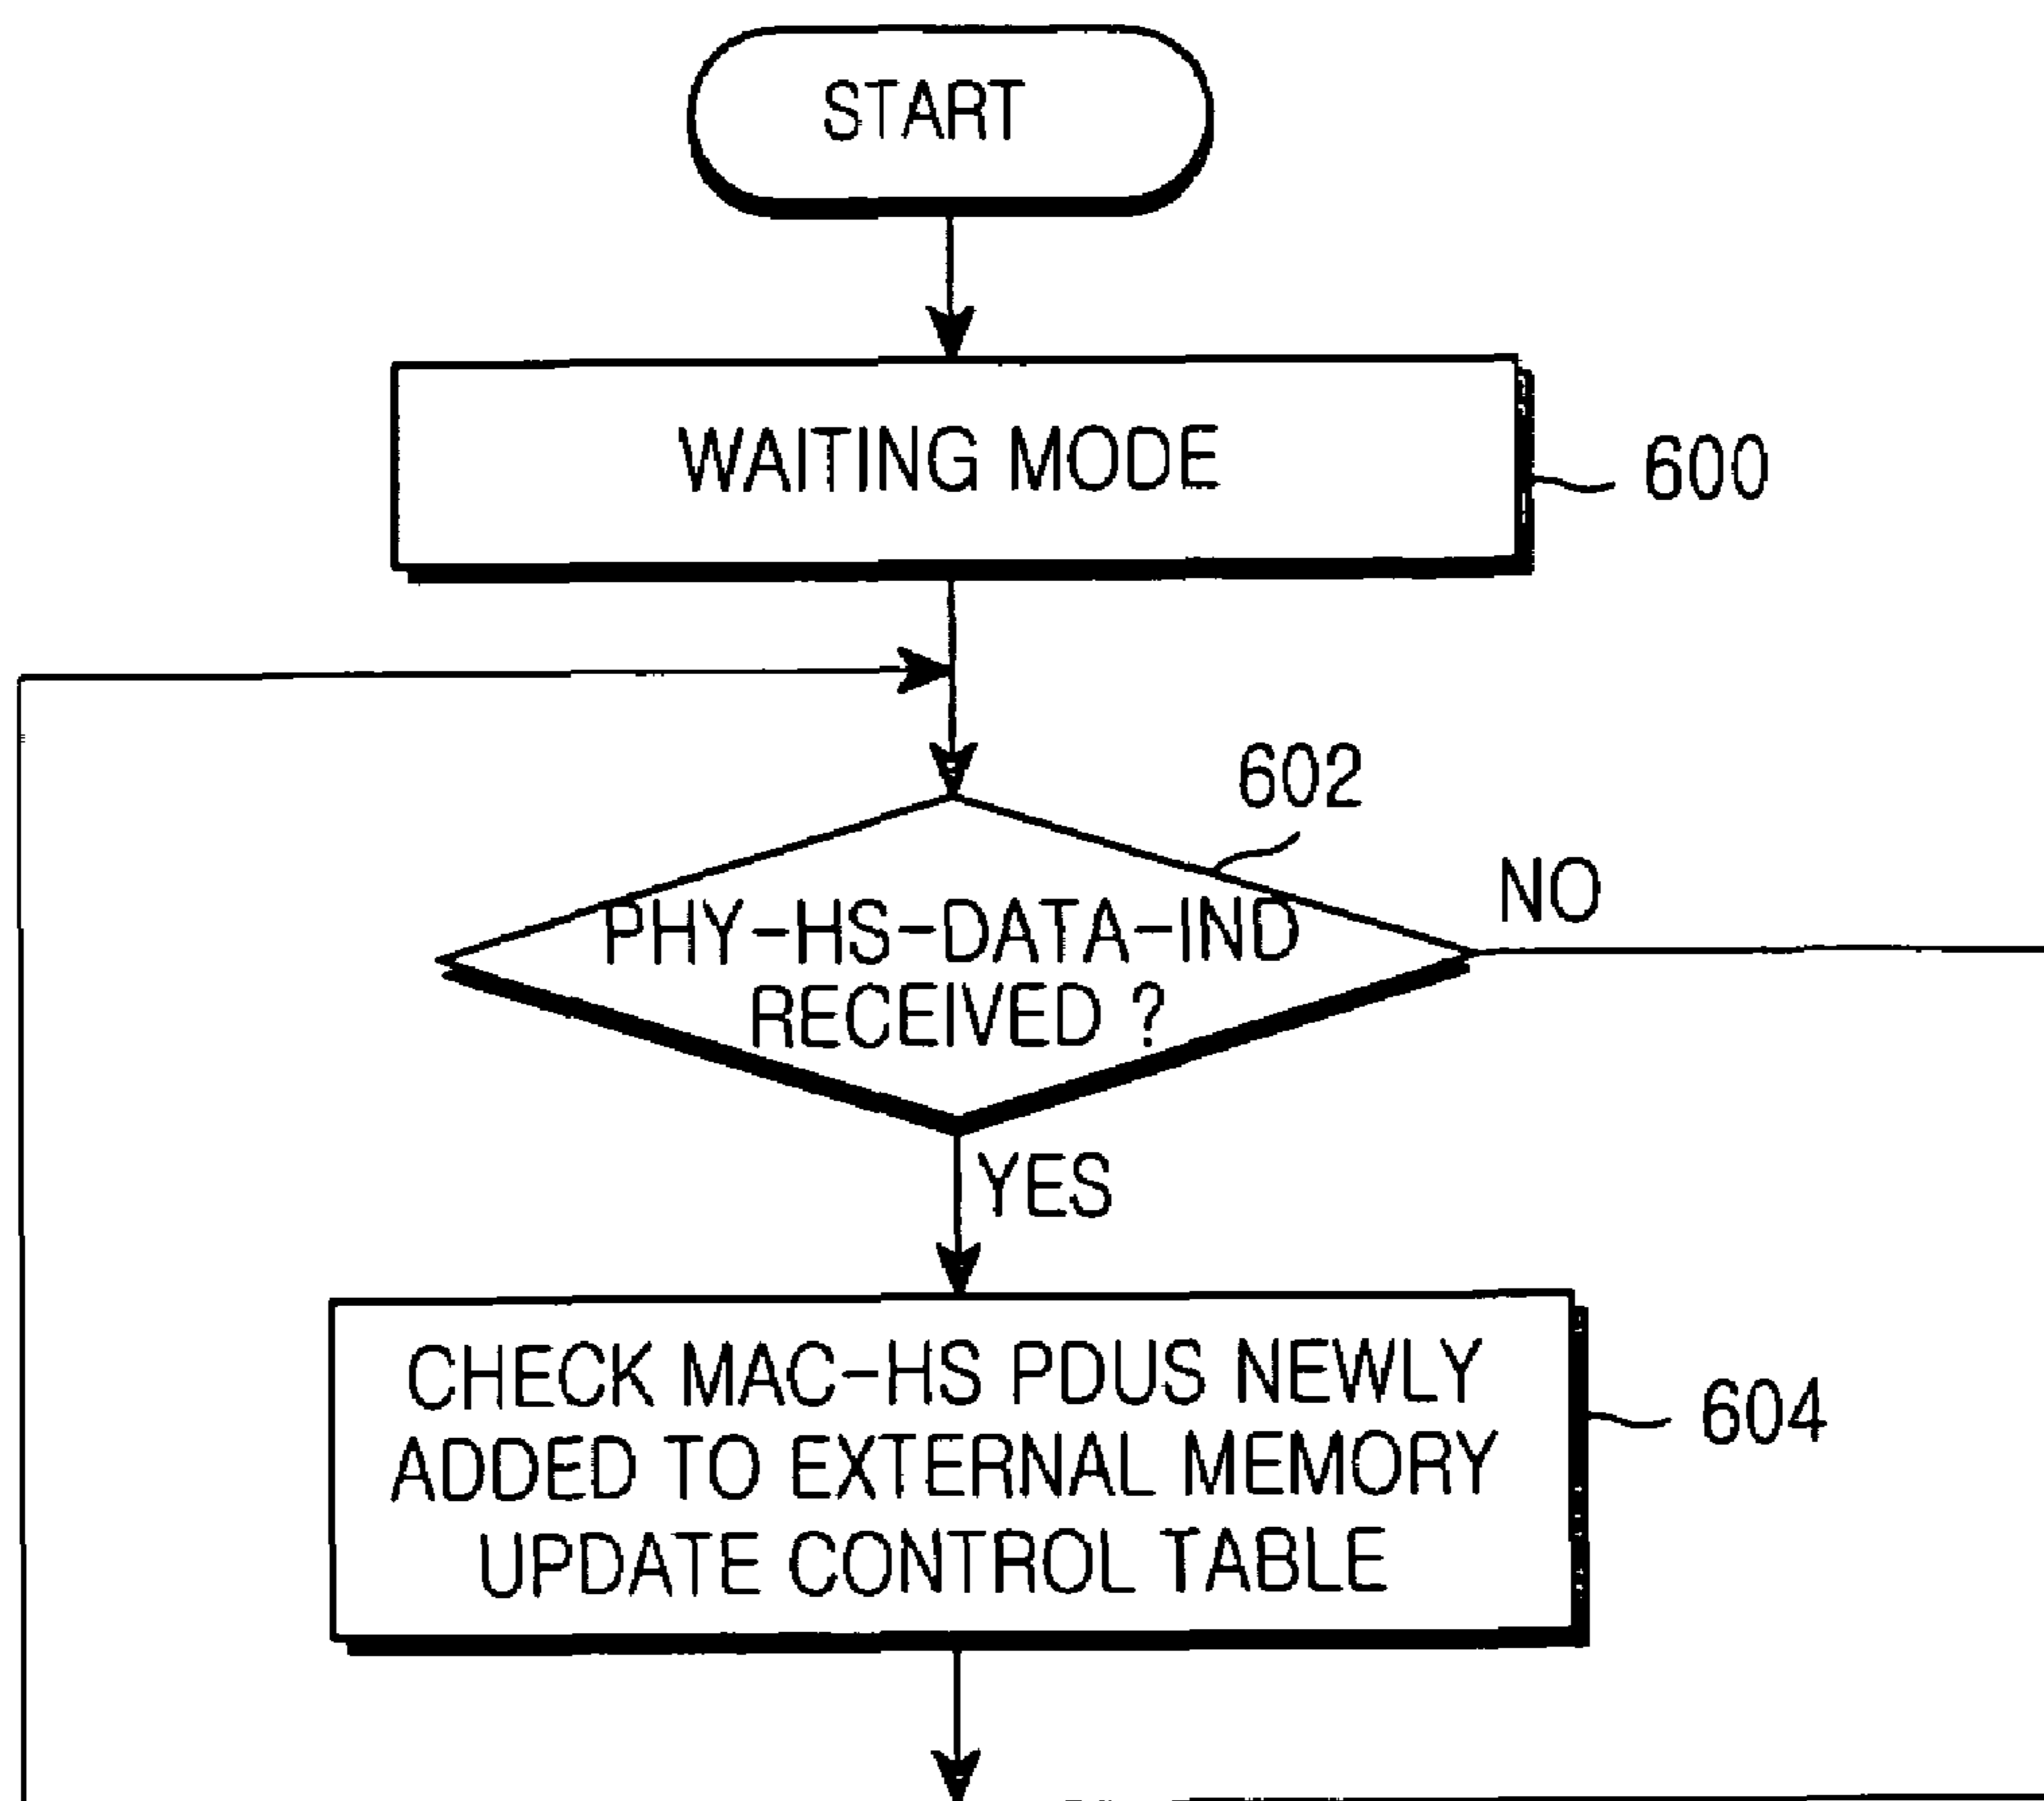 START
WAITING MODE
600
602
NO
PHY-HS-DATA-IND
RECEIVED ?
YES
CHECK MAC-HS PDUS NEWLY
ADDED TO EXTERNAL MEMORY
UPDATE CONTROL TABLE
604